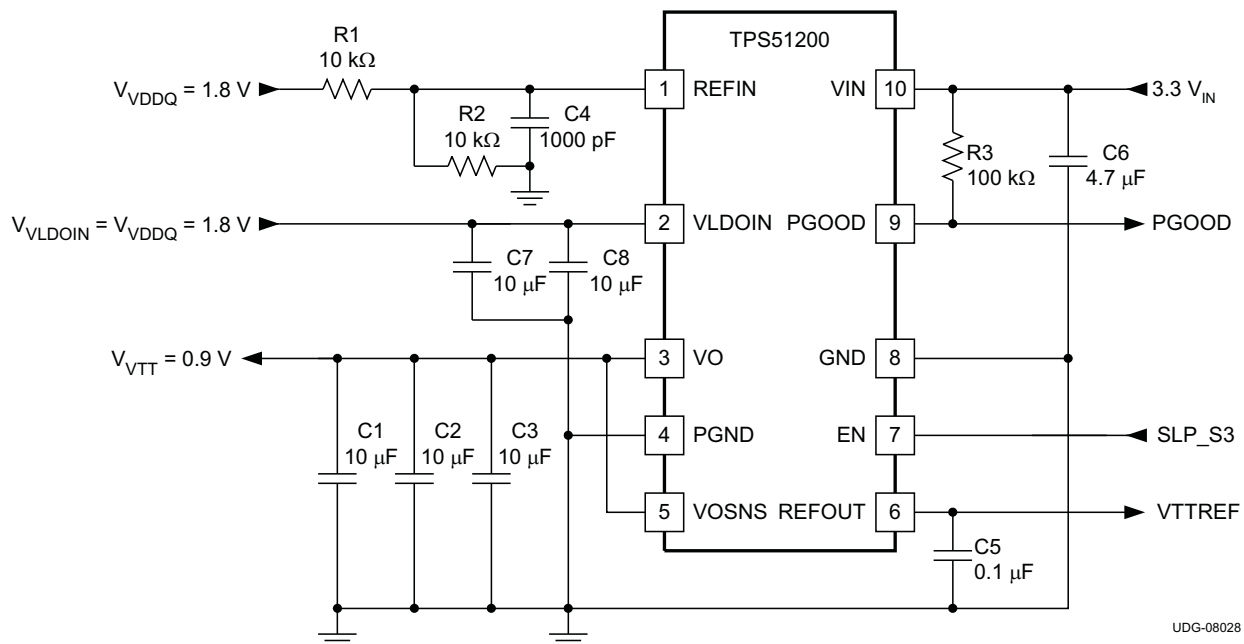 TPS51200
R1
10 kΩ
V_VDDQ = 1.8 V
1 REFIN
VIN 10
3.3 V_IN
R2
10 kΩ
C4
1000 pF
R3
100 kΩ
C6
4.7 µF
V_VLDOIN = V_VDDQ = 1.8 V
2 VLDOIN
PGOOD 9
PGOOD
C7
10 µF
C8
10 µF
V_VTT = 0.9 V
3 VO
GND 8
C1
10 µF
C2
10 µF
C3
10 µF
4 PGND
EN 7
SLP_S3
5 VOSNS
REFOUT 6
VTTREF
C5
0.1 µF
UDG-08028